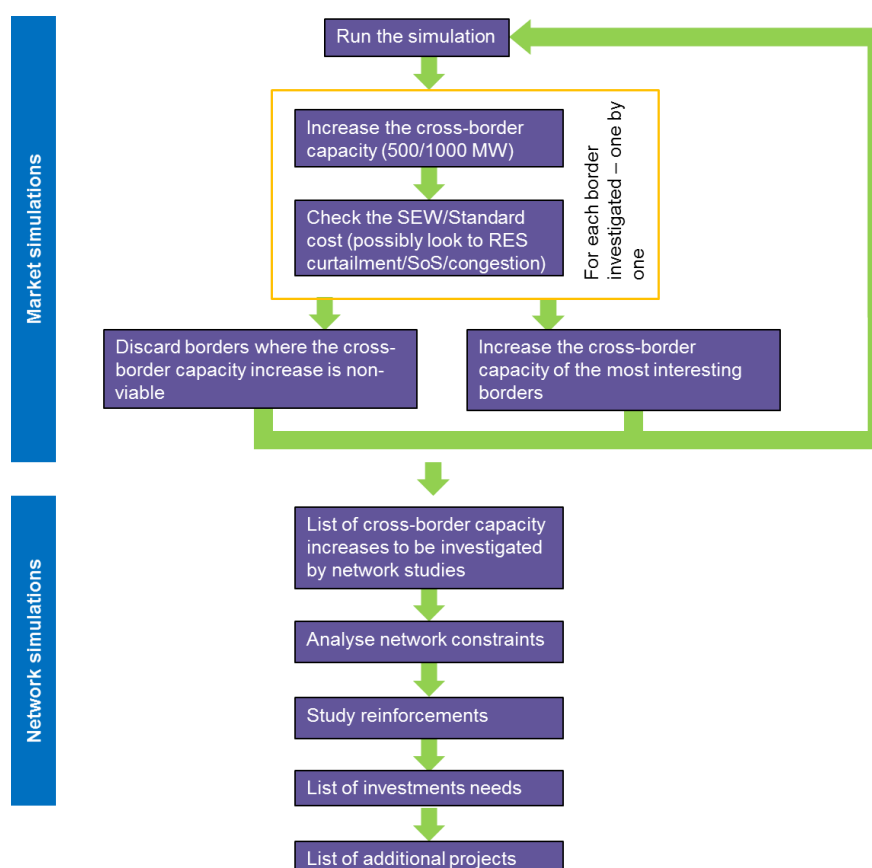 Market simulations
Run the simulation
Increase the cross-border
capacity (500/1000 MW)
Check the SEW/Standard
cost (possibly look to RES
curtailment/SoS/congestion)
For each border
investigated – one by
one
Discard borders where the cross-
border capacity increase is non-
viable
Increase the cross-border
capacity of the most interesting
borders
Network simulations
List of cross-border capacity
increases to be investigated
by network studies
Analyse network constraints
Study reinforcements
List of investments needs
List of additional projects